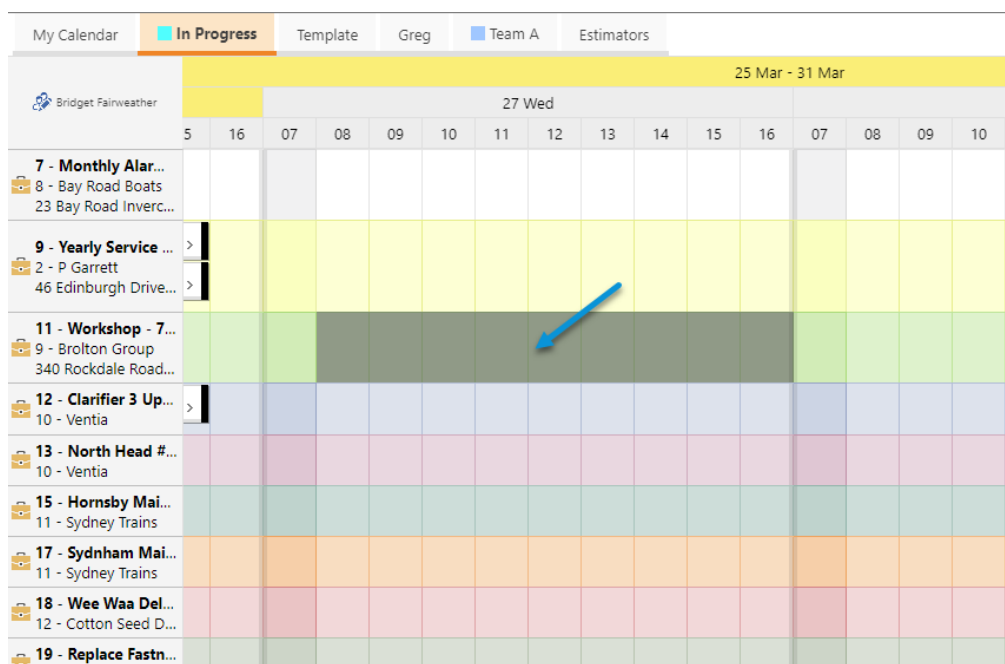 My Calendar In Progress Template Greg Team A Estimators
25 Mar - 31 Mar
Bridget Fairweather
27 Wed
5 16 07 08 09 10 11 12 13 14 15 16 07 08 09 10
7 - Monthly Alar...
8 - Bay Road Boats
23 Bay Road Inverc...
9 - Yearly Service ...
2 - P Garrett
46 Edinburgh Drive...
11 - Workshop - 7...
9 - Brolton Group
340 Rockdale Road...
12 - Clarifier 3 Up...
10 - Ventia
13 - North Head #...
10 - Ventia
15 - Hornsby Mai...
11 - Sydney Trains
17 - Sydnham Mai...
11 - Sydney Trains
18 - Wee Waa Del...
12 - Cotton Seed D...
19 - Replace Fastn...